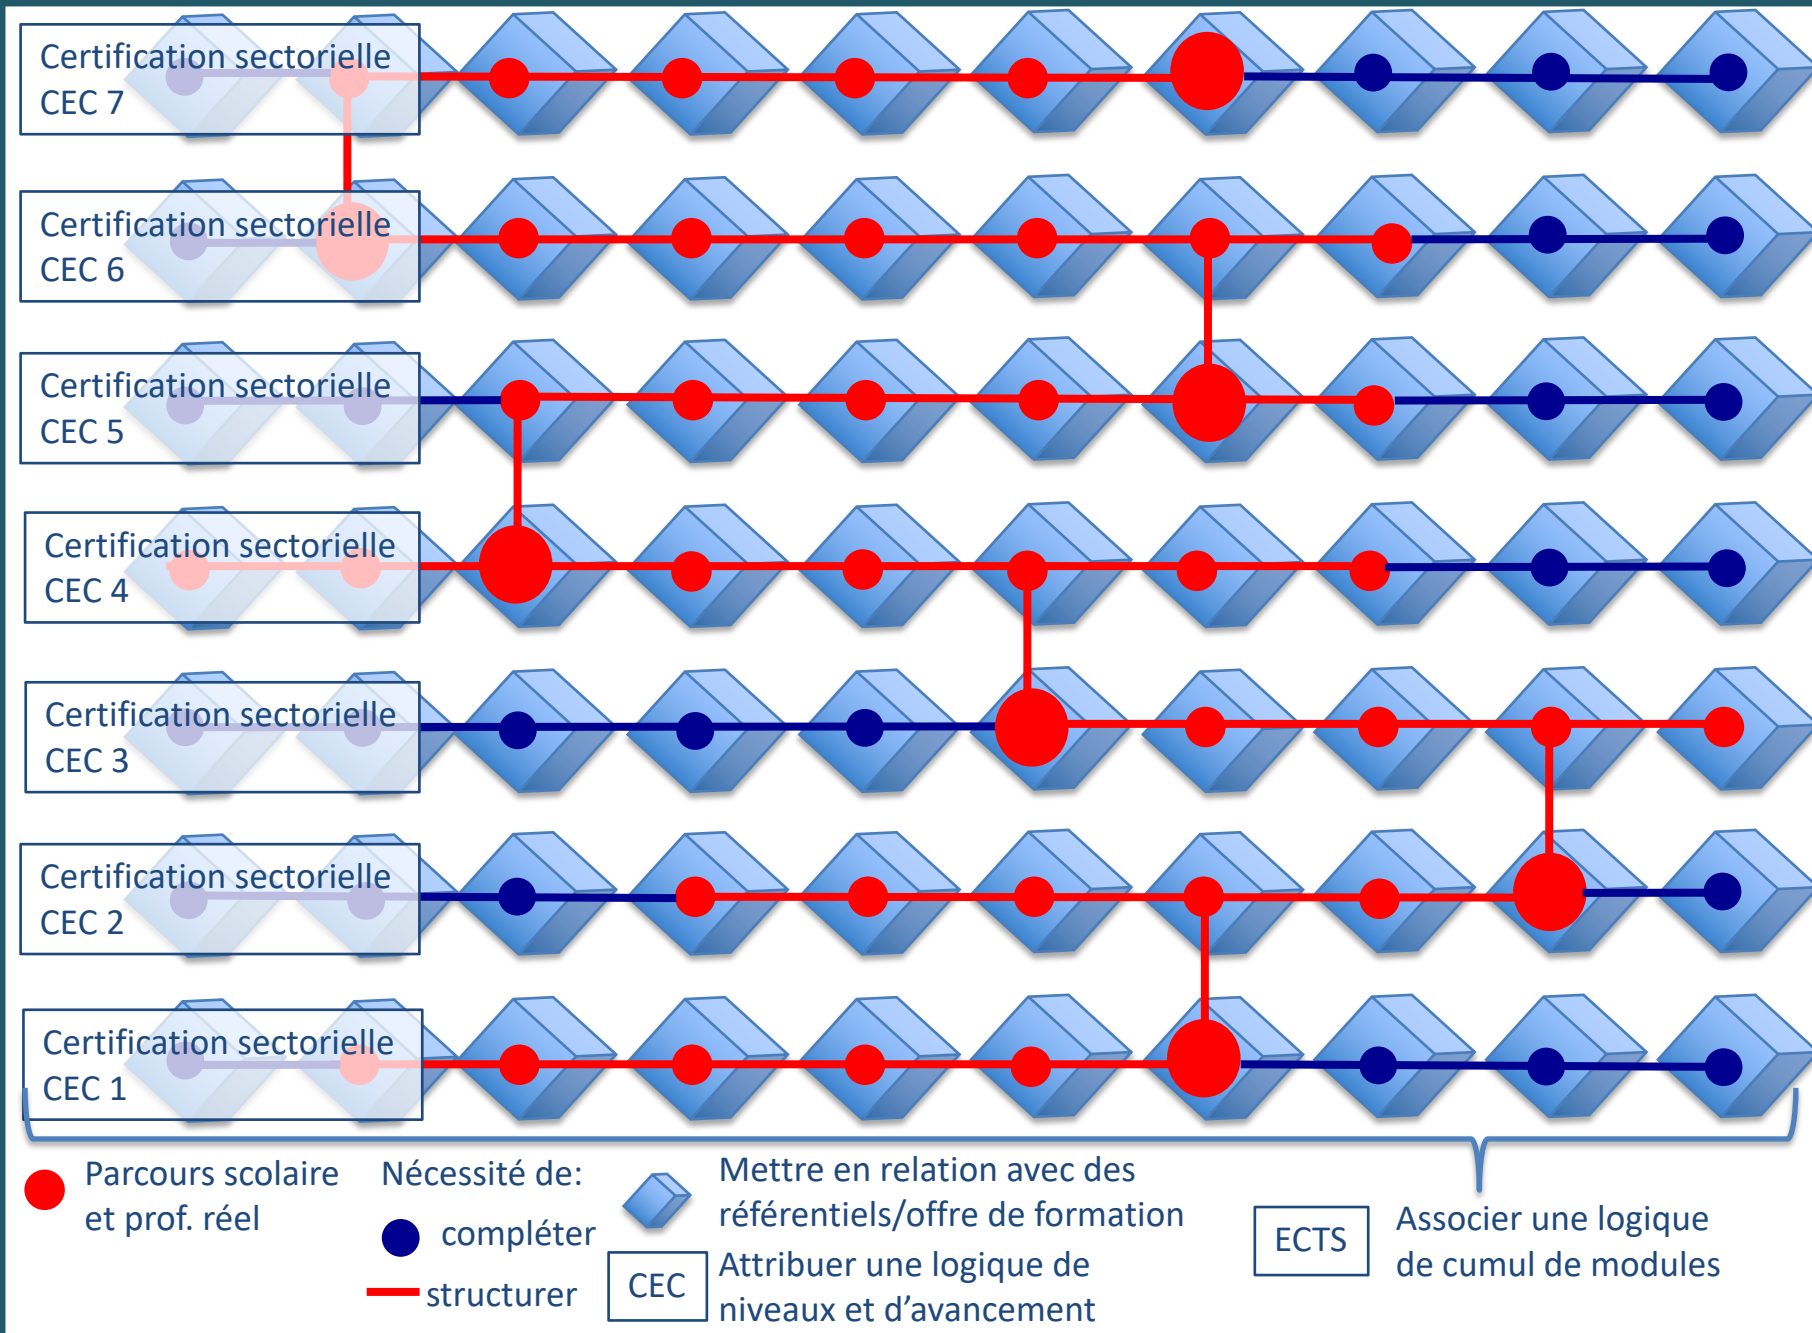 Certification sectorielle
CEC 7
Certification sectorielle
CEC 6
Certification sectorielle
CEC 5
Certification sectorielle
CEC 4
Certification sectorielle
CEC 3
Certification sectorielle
CEC 2
Certification sectorielle
CEC 1
Parcours scolaire
et prof. réel
Nécessité de:
compléter
structurer
Mettre en relation avec des
référentiels/offre de formation
CEC
Attribuer une logique de
niveaux et d’avancement
ECTS
Associer une logique
de cumul de modules